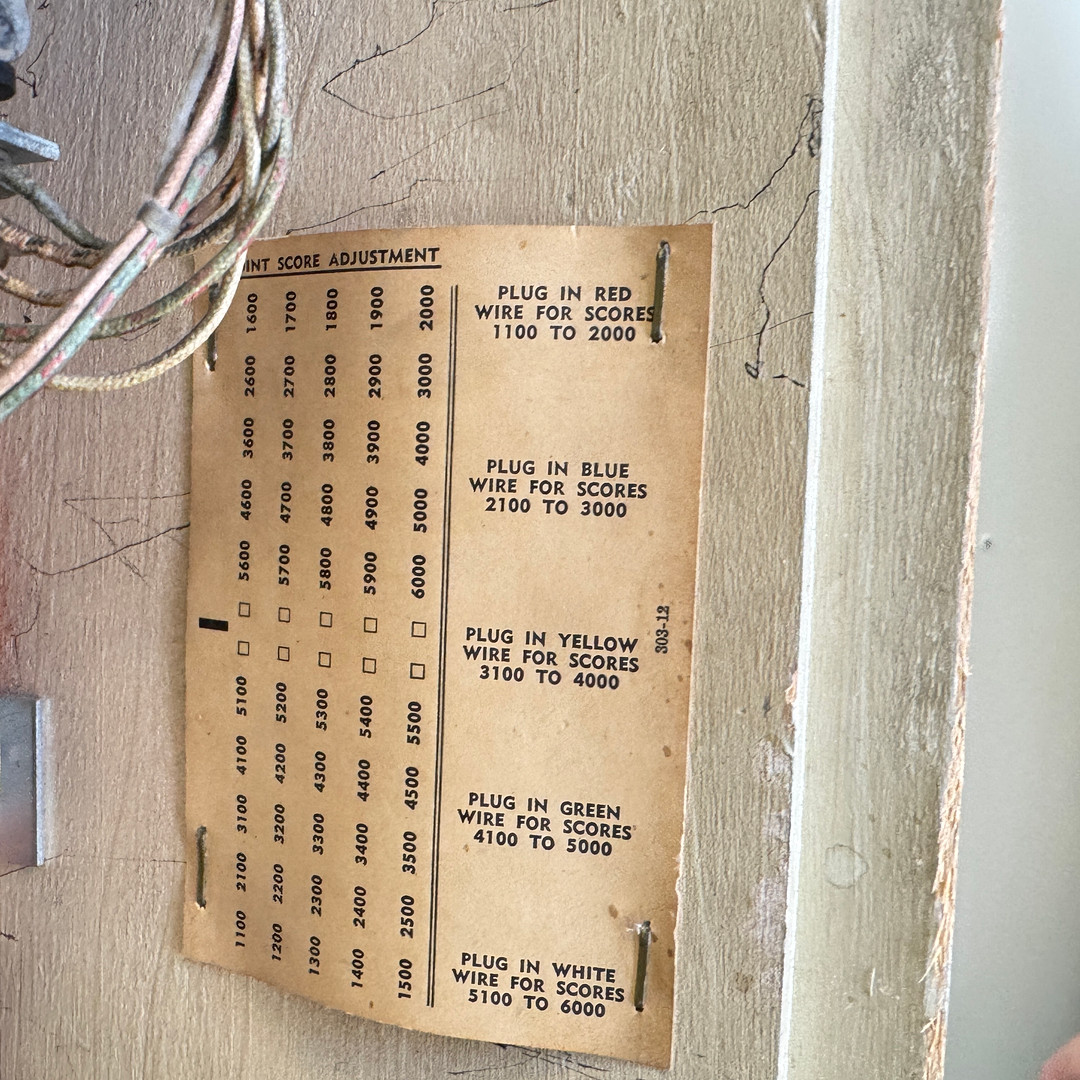 INT SCORE ADJUSTMENT
1100 2100 3100 4100 5100 □ □ 5600 4600 3600 2600 1600
1200 2200 3200 4200 5200 □ □ 5700 4700 3700 2700 1700
1300 2300 3300 4300 5300 □ □ 5800 4800 3800 2800 1800
1400 2400 3400 4400 5400 □ □ 5900 4900 3900 2900 1900
1500 2500 3500 4500 5500 □ □ 6000 5000 4000 3000 2000
PLUG IN RED
WIRE FOR SCORES
1100 TO 2000
PLUG IN BLUE
WIRE FOR SCORES
2100 TO 3000
PLUG IN YELLOW
WIRE FOR SCORES
3100 TO 4000
PLUG IN GREEN
WIRE FOR SCORES
4100 TO 5000
PLUG IN WHITE
WIRE FOR SCORES
5100 TO 6000
303-12